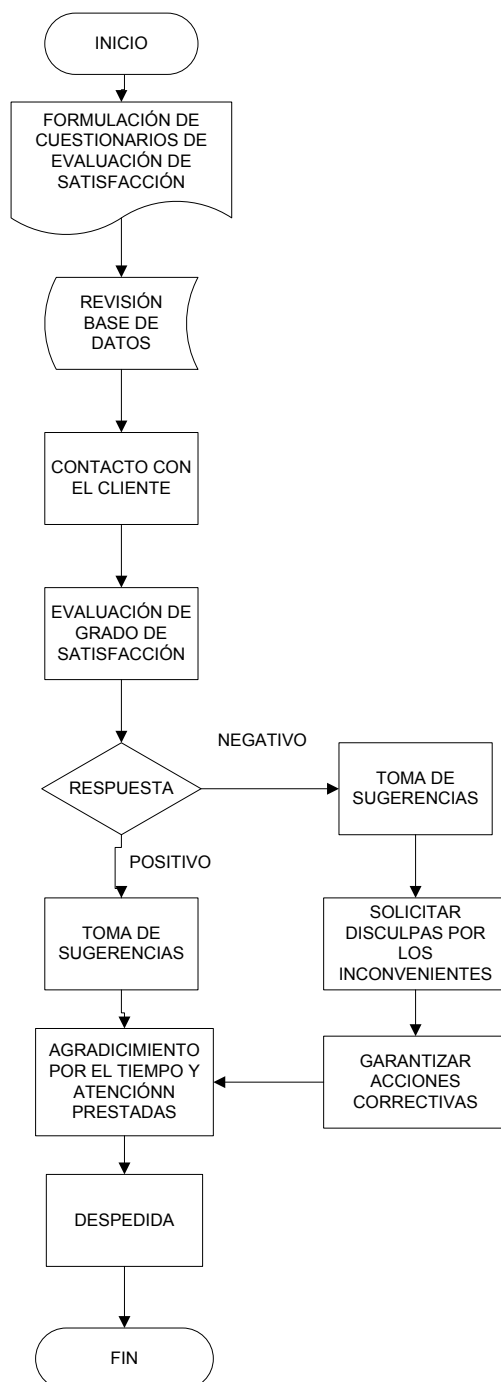 INICIO
FORMULACIÓN DE
CUESTIONARIOS DE
EVALUACIÓN DE
SATISFACCIÓN
REVISIÓN
BASE DE
DATOS
CONTACTO CON
EL CLIENTE
EVALUACIÓN DE
GRADO DE
SATISFACCIÓN
RESPUESTA
NEGATIVO
TOMA DE
SUGERENCIAS
SOLICITAR
DISCULPAS POR
LOS
INCONVENIENTES
GARANTIZAR
ACCIONES
CORRECTIVAS
POSITIVO
TOMA DE
SUGERENCIAS
AGRADICIMIENTO
POR EL TIEMPO Y
ATENCIÓNN
PRESTADAS
DESPEDIDA
FIN